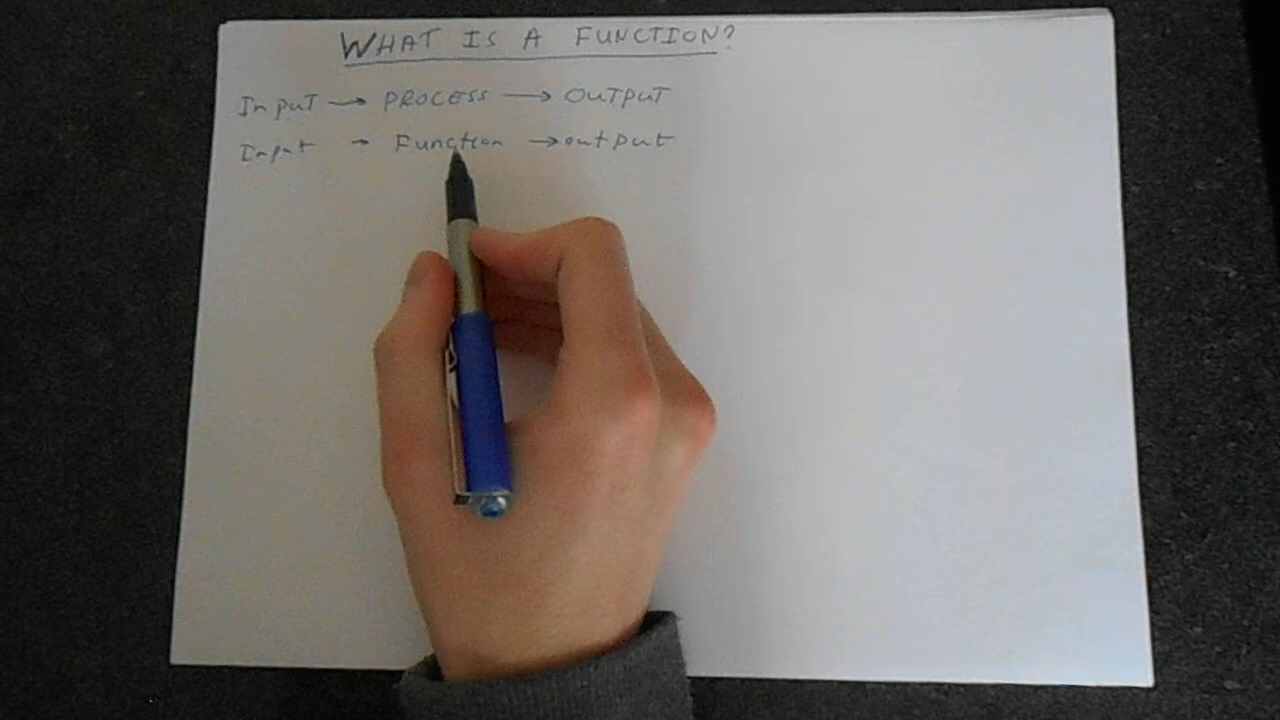 WHAT IS A FUNCTION?
Input → PROCESS → OUTPUT
Input → Function → output